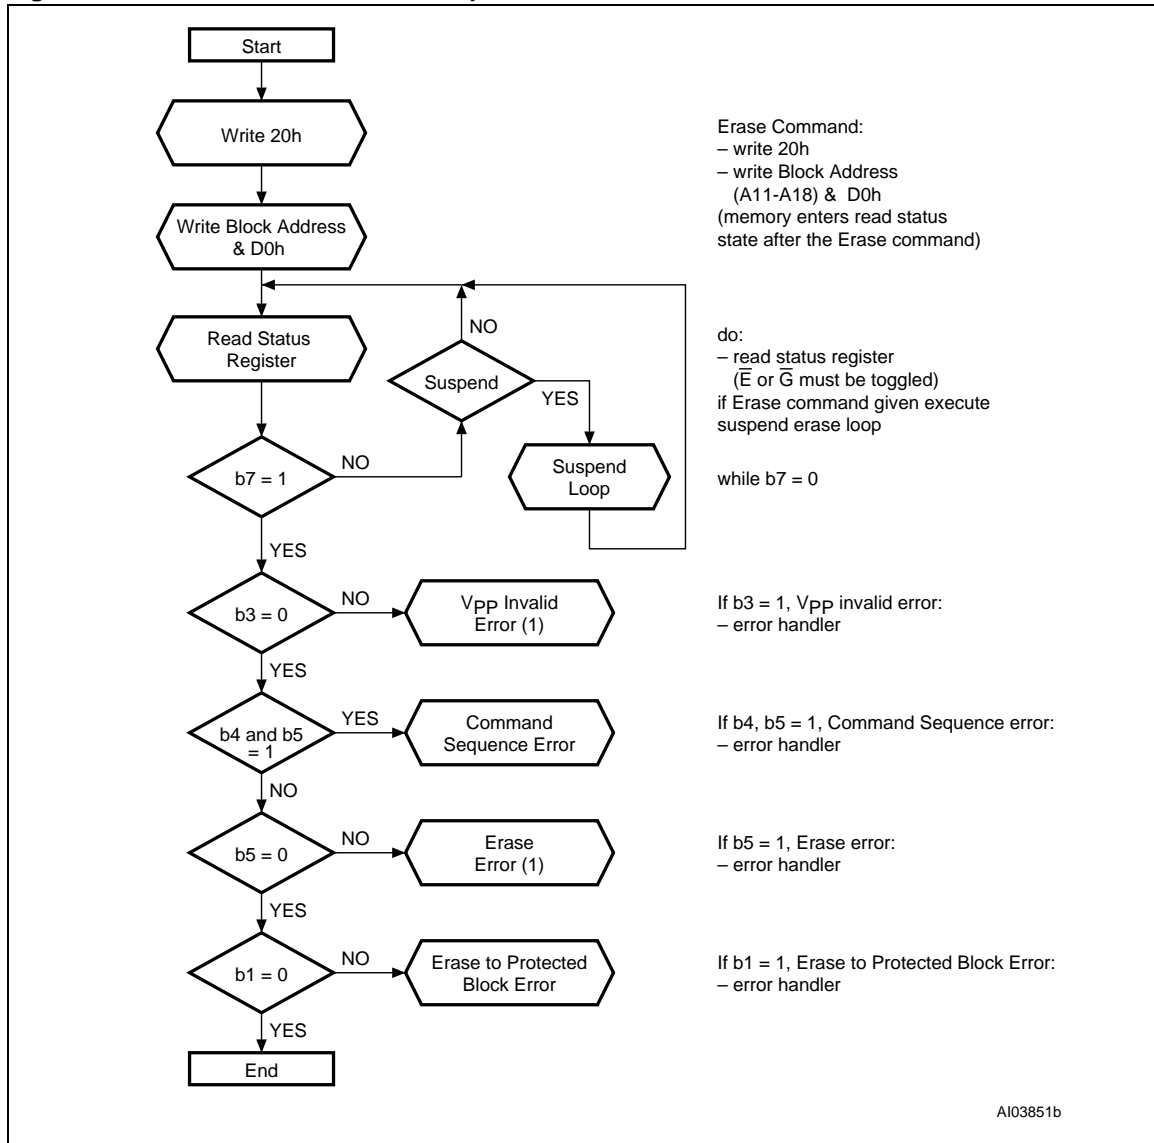 Start
Write 20h
Erase Command:
– write 20h
– write Block Address
(A11-A18) & D0h
(memory enters read status
state after the Erase command)
Write Block Address
& D0h
Read Status
Register
NO
Suspend
YES
do:
– read status register
(E̅ or G̅ must be toggled)
if Erase command given execute
suspend erase loop
while b7 = 0
b7 = 1
NO
Suspend
Loop
YES
b3 = 0
NO
VPP Invalid
Error (1)
If b3 = 1, VPP invalid error:
– error handler
YES
b4 and b5
= 1
YES
Command
Sequence Error
If b4, b5 = 1, Command Sequence error:
– error handler
NO
b5 = 0
NO
Erase
Error (1)
If b5 = 1, Erase error:
– error handler
YES
b1 = 0
NO
Erase to Protected
Block Error
If b1 = 1, Erase to Protected Block Error:
– error handler
YES
End
AI03851b